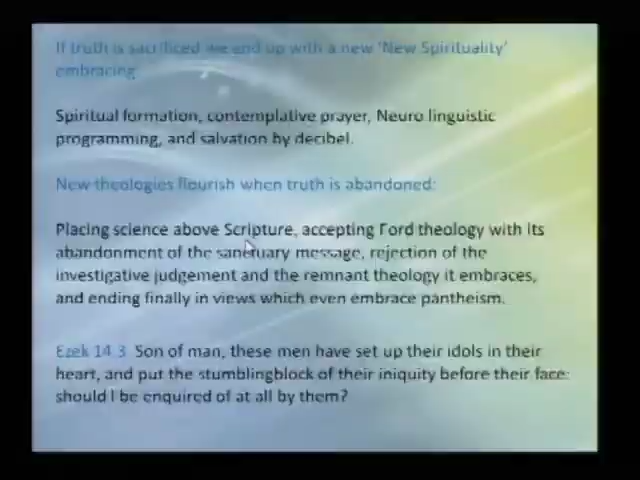 If truth is sacrificed we end up with a new 'New Spirituality'
embracing
Spiritual formation, contemplative prayer, Neuro linguistic
programming, and salvation by decibel.
New theologies flourish when truth is abandoned:
Placing science above Scripture, accepting Ford theology with its
abandonment of the sanctuary message, rejection of the
investigative judgement and the remnant theology it embraces,
and ending finally in views which even embrace pantheism.
Ezek 14:3 Son of man, these men have set up their idols in their
heart, and put the stumblingblock of their iniquity before their face:
should I be enquired of at all by them?